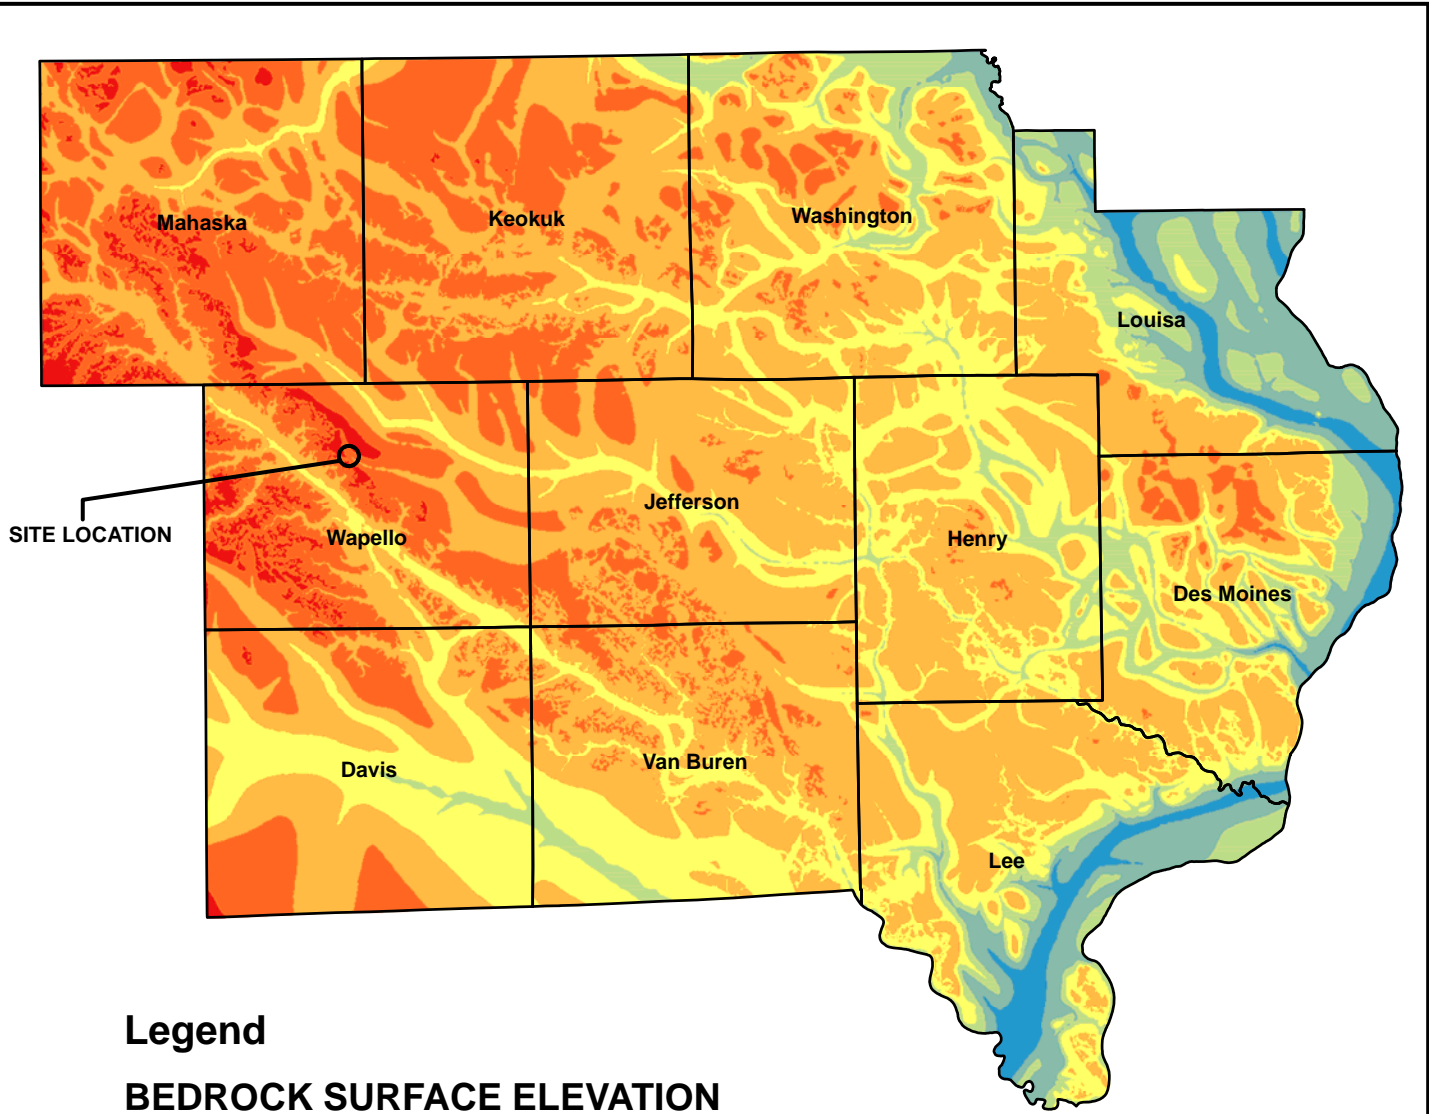 Mahaska
Keokuk
Washington
Louisa
SITE LOCATION
Wapello
Jefferson
Henry
Des Moines
Davis
Van Buren
Lee
Legend
BEDROCK SURFACE ELEVATION